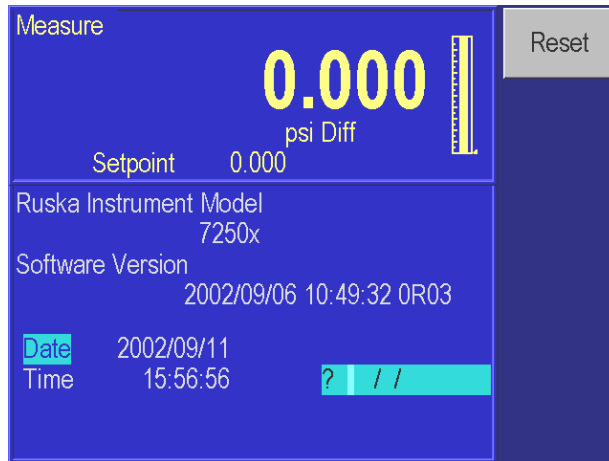 Measure
0.000
psi Diff
Setpoint 0.000
Reset
Ruska Instrument Model
7250x
Software Version
2002/09/06 10:49:32 0R03
Date 2002/09/11
Time 15:56:56 ? / /